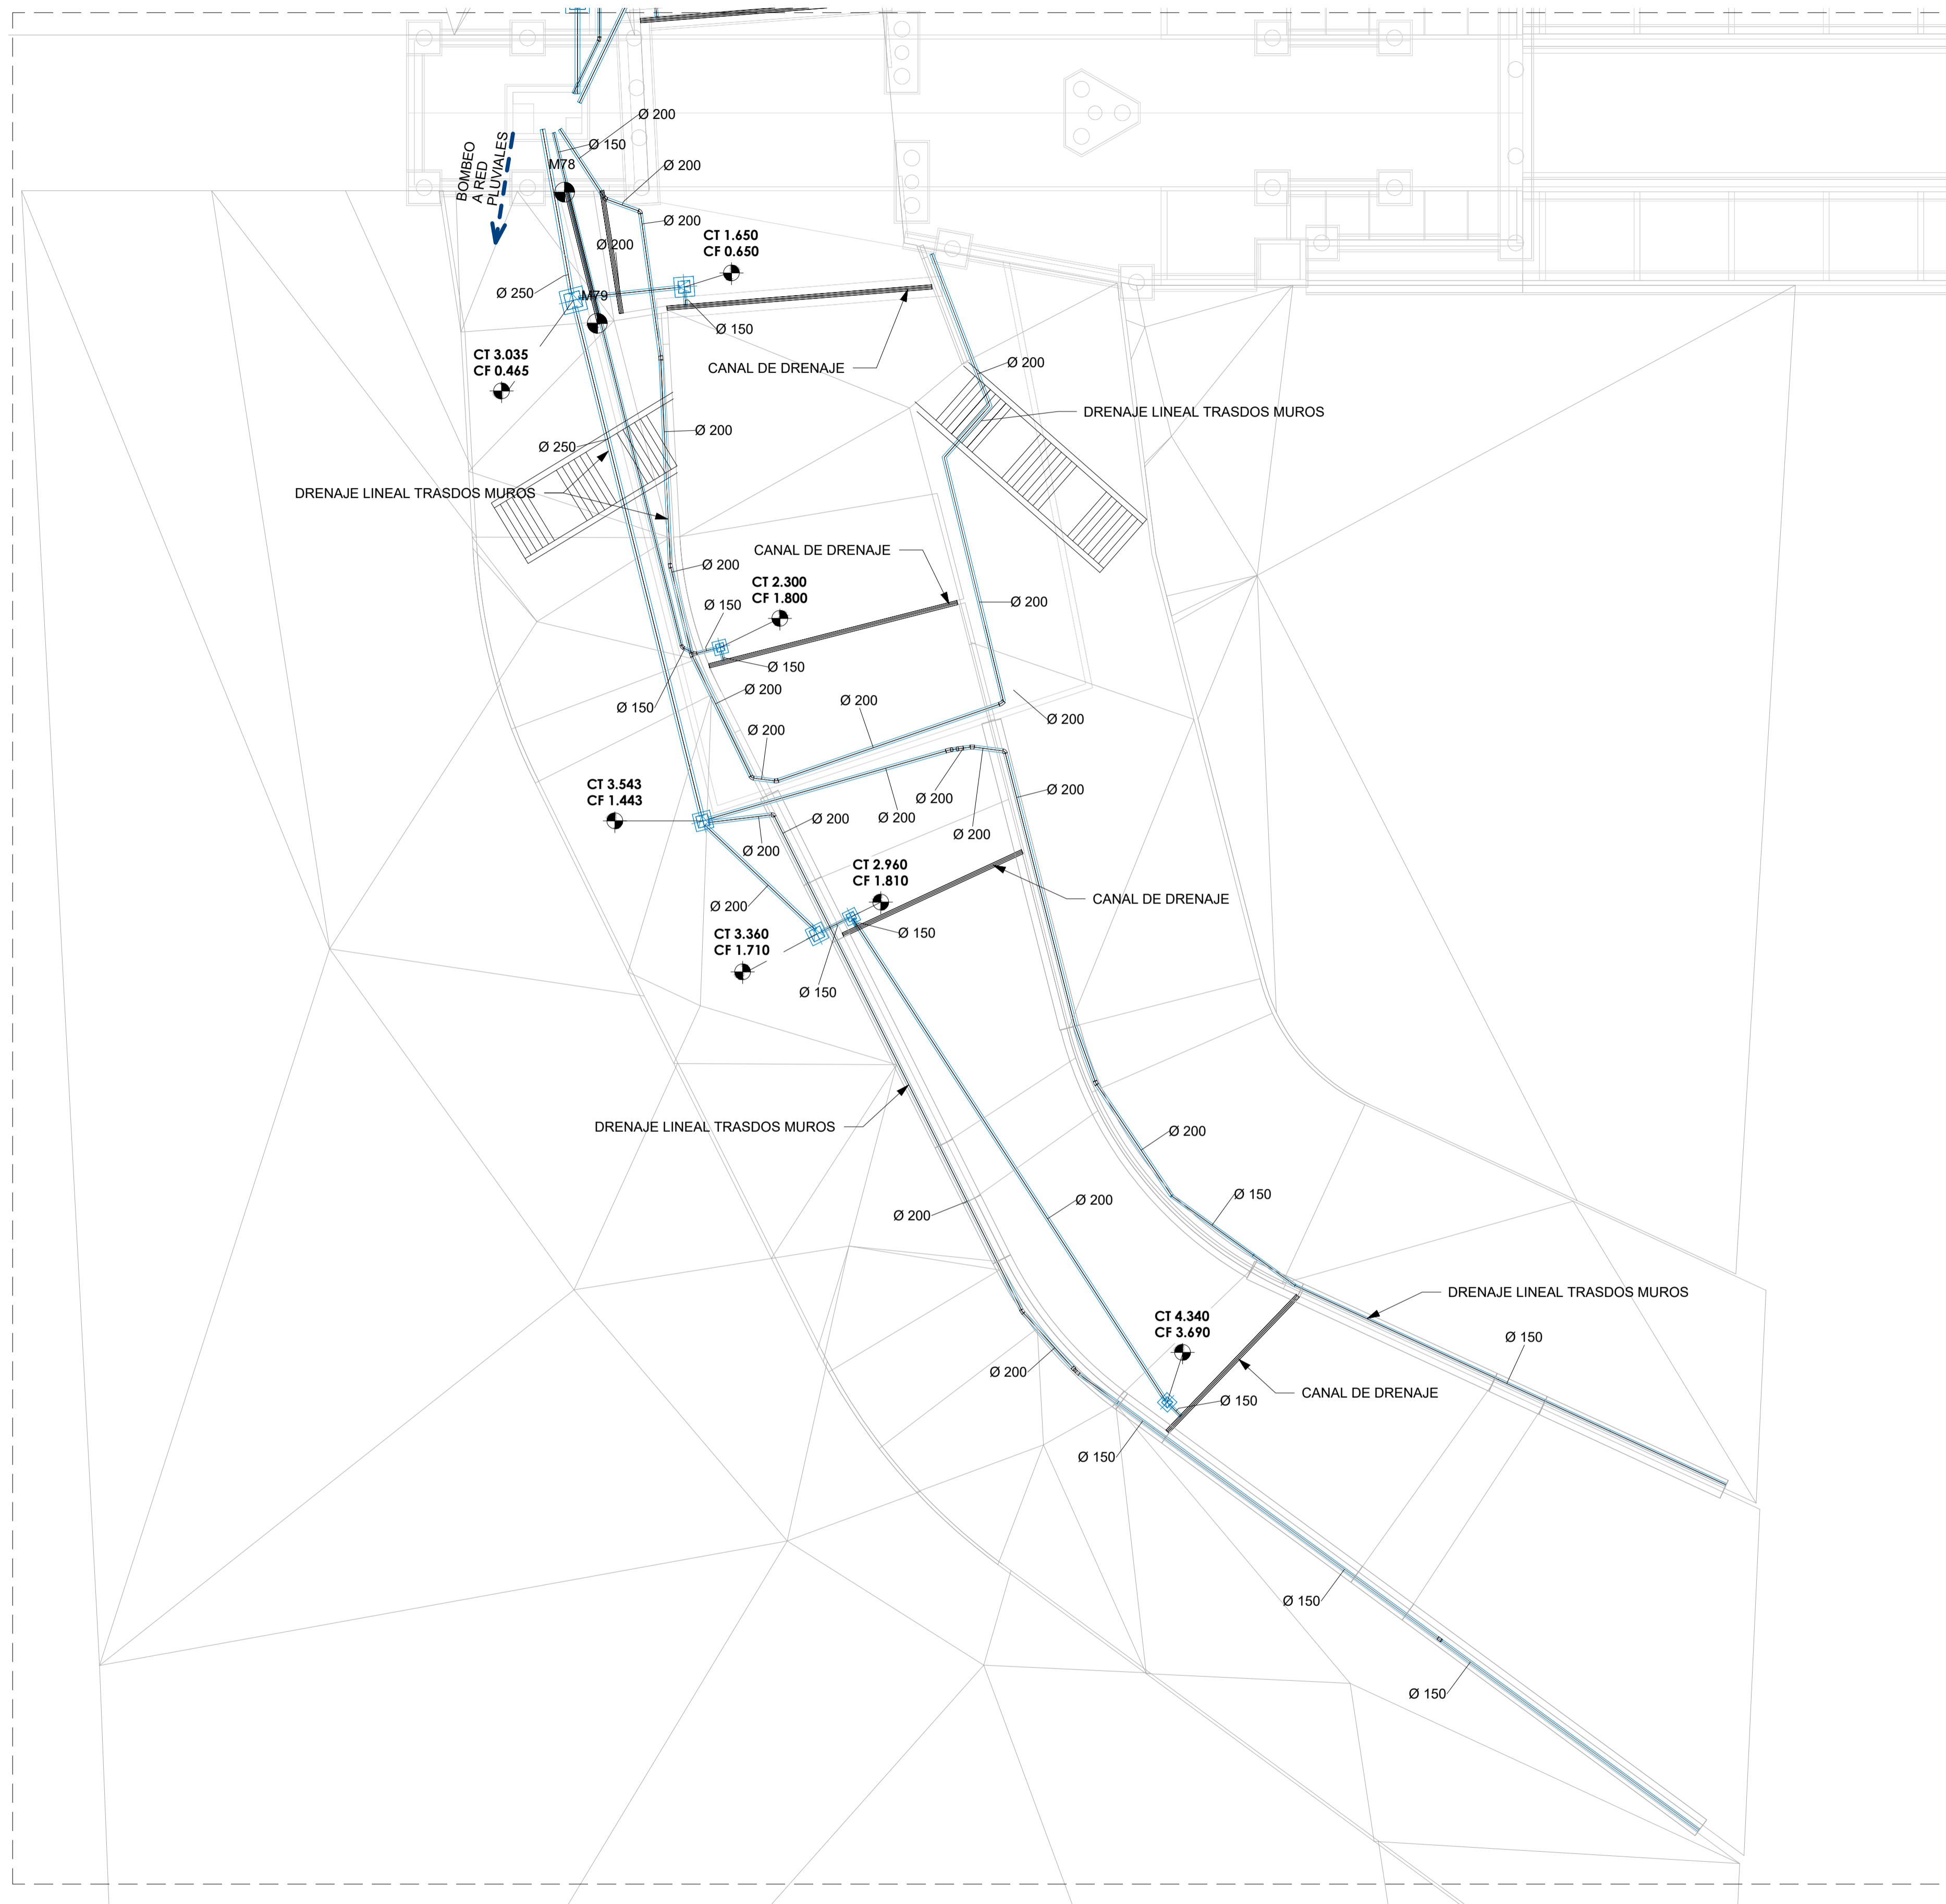 Ø 200
Ø 150
BOMBEO
A RED
PLUVIALES
M78
Ø 200
Ø 200
Ø 200
CT 1.650
CF 0.650
Ø 250
M79
Ø 150
CT 3.035
CF 0.465
CANAL DE DRENAJE
Ø 200
DRENAJE LINEAL TRASDOS MUROS
Ø 200
Ø 250
DRENAJE LINEAL TRASDOS MUROS
CANAL DE DRENAJE
Ø 200
CT 2.300
CF 1.800
Ø 150
Ø 200
Ø 150
Ø 200
Ø 150
Ø 200
Ø 200
Ø 200
CT 3.543
CF 1.443
Ø 200
Ø 200
Ø 200
Ø 200
Ø 200
Ø 200
CT 2.960
CF 1.810
CANAL DE DRENAJE
Ø 200
CT 3.360
CF 1.710
Ø 150
Ø 150
DRENAJE LINEAL TRASDOS MUROS
Ø 200
Ø 150
Ø 200
Ø 200
DRENAJE LINEAL TRASDOS MUROS
CT 4.340
CF 3.690
Ø 150
Ø 200
CANAL DE DRENAJE
Ø 150
Ø 150
Ø 150
Ø 150